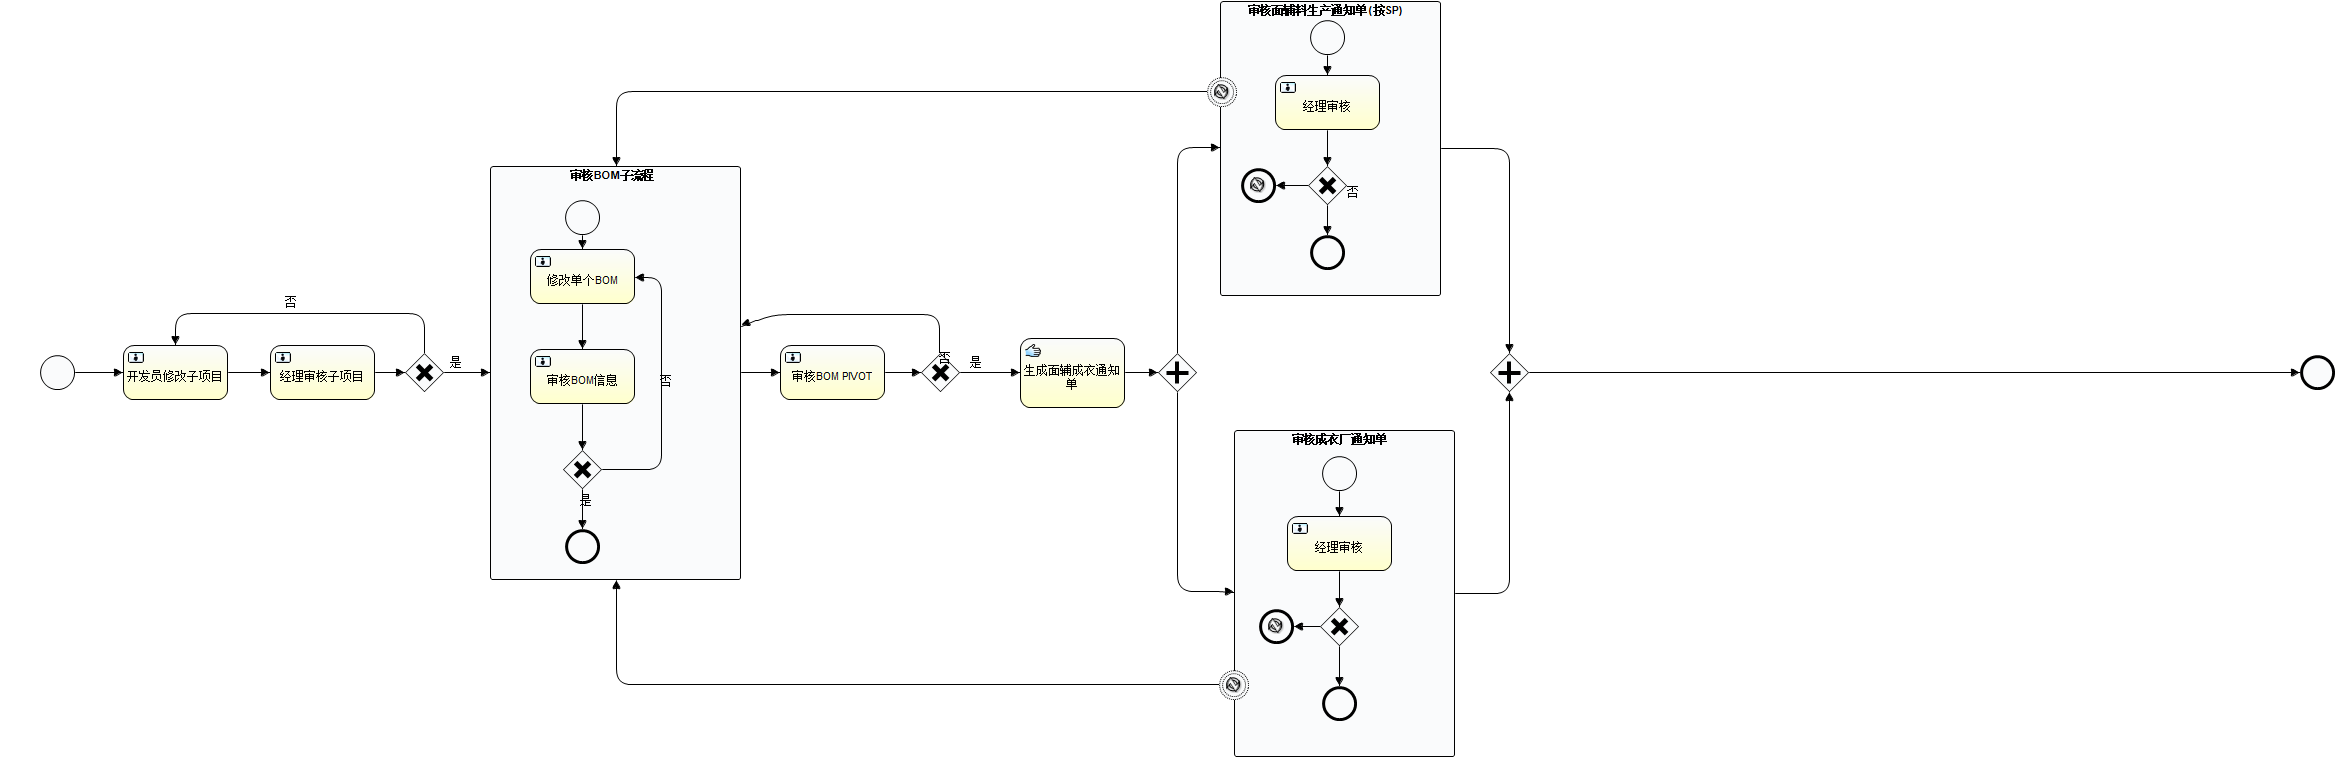 审核面辅料生产通知单 (按SP)
经理审核
否
审核BOM子流程
修改单个BOM
审核BOM信息
否
是
否
开发员修改子项目
经理审核子项目
是
审核BOM PIVOT
否
是
生成面辅成衣通知
单
审核成衣厂通知单
经理审核